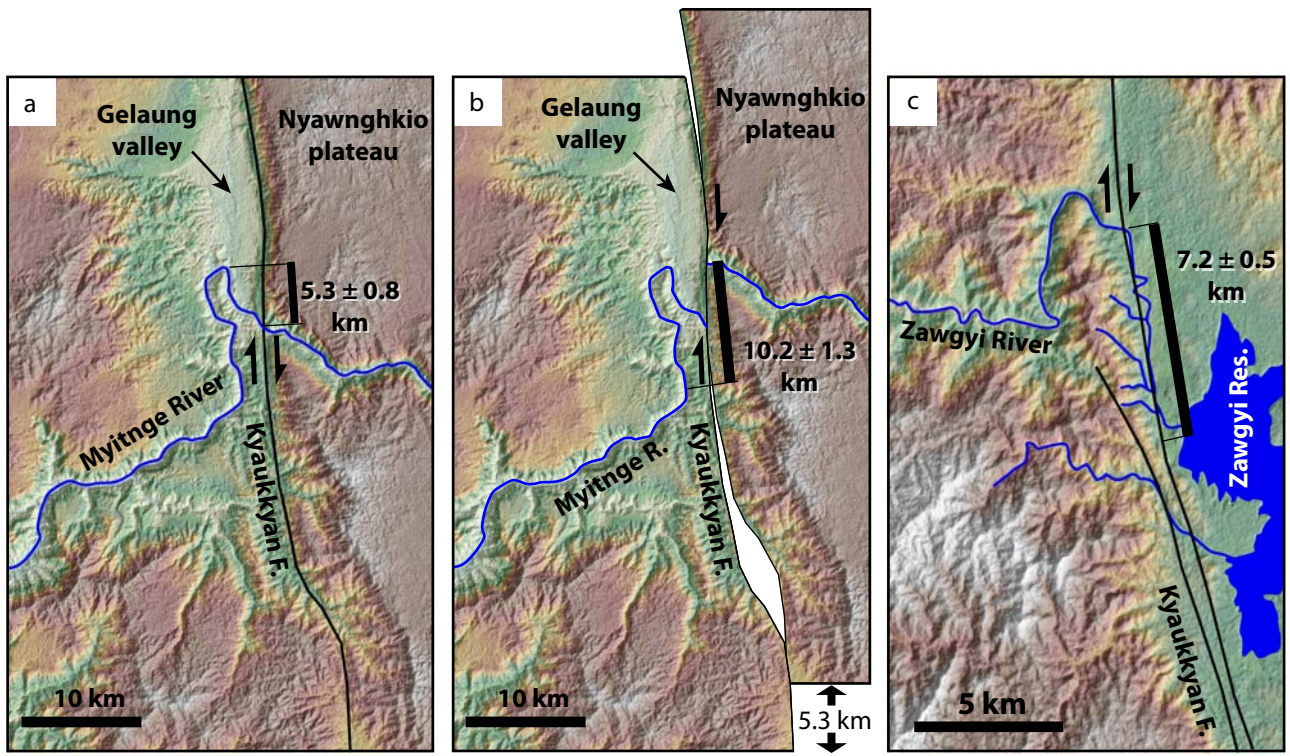 a
Gelaung
valley
Nyawnghkio
plateau
5.3 ± 0.8
km
Myitnge River
Kyaukkyan F.
10 km
b
Gelaung
valley
Nyawnghkio
plateau
10.2 ± 1.3
km
Myitnge R.
Kyaukkyan F.
10 km
5.3 km
c
7.2 ± 0.5
km
Zawgyi River
Zawgyi Res.
Kyaukkyan F.
5 km